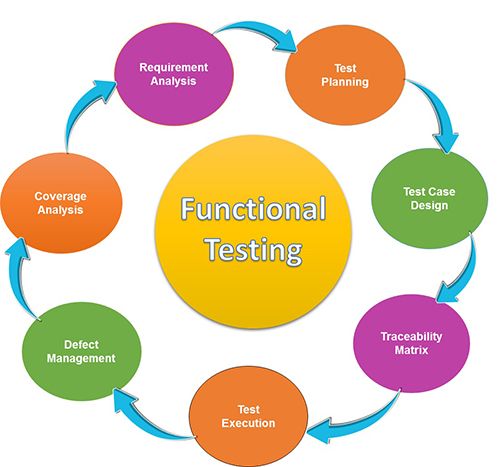 Requirement
Analysis
Test
Planning
Test Case
Design
Traceability
Matrix
Test
Execution
Defect
Management
Coverage
Analysis
Functional
Testing